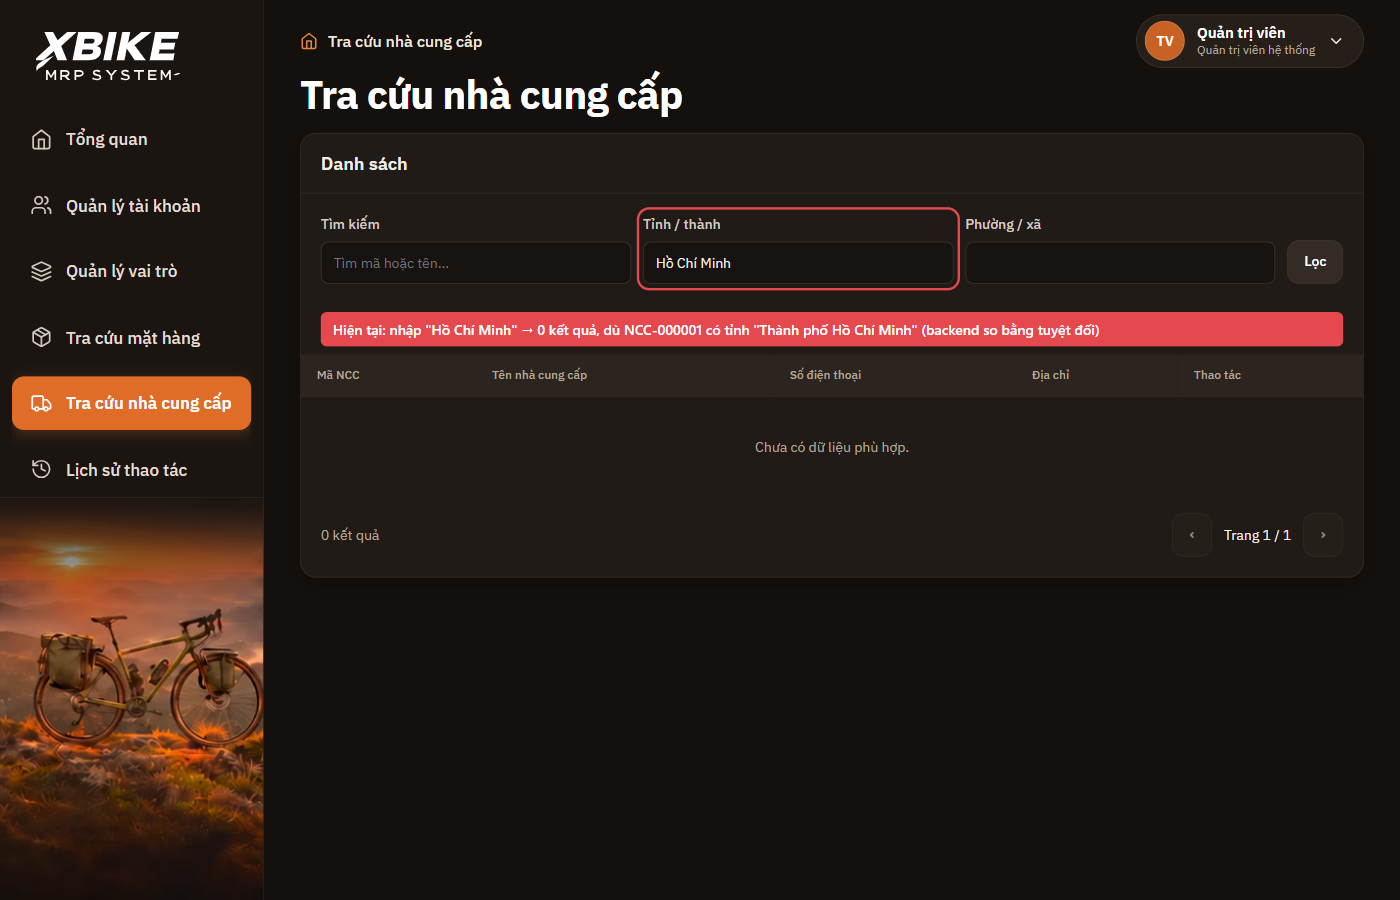 XBIKE
MRP SYSTEM
Tổng quan
Quản lý tài khoản
Quản lý vai trò
Tra cứu mặt hàng
Tra cứu nhà cung cấp
Lịch sử thao tác
Tra cứu nhà cung cấp
TV
Quản trị viên
Quản trị viên hệ thống
Tra cứu nhà cung cấp
Danh sách
Tìm kiếm
Tỉnh / thành
Phường / xã
Tìm mã hoặc tên...
Hồ Chí Minh
Lọc
Hiện tại: nhập "Hồ Chí Minh" → 0 kết quả, dù NCC-000001 có tỉnh "Thành phố Hồ Chí Minh" (backend so bằng tuyệt đối)
Mã NCC Tên nhà cung cấp Số điện thoại Địa chỉ Thao tác
Chưa có dữ liệu phù hợp.
0 kết quả
‹ Trang 1 / 1 ›